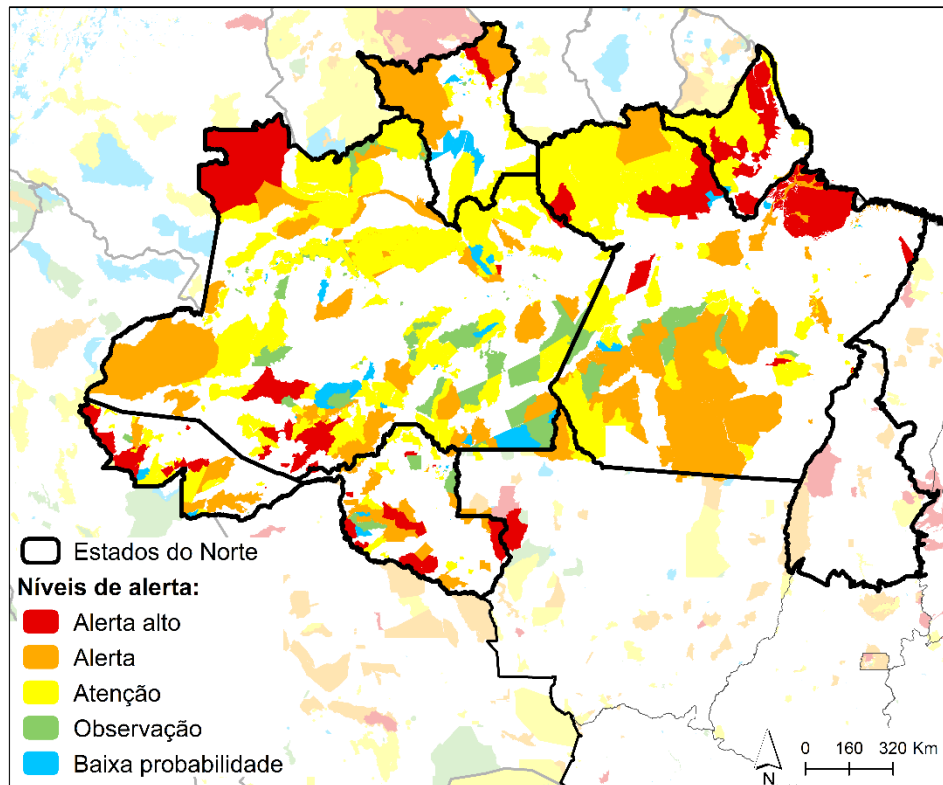 Estados do Norte
Níveis de alerta:
Alerta alto
Alerta
Atenção
Observação
Baixa probabilidade
N
0 160 320 Km